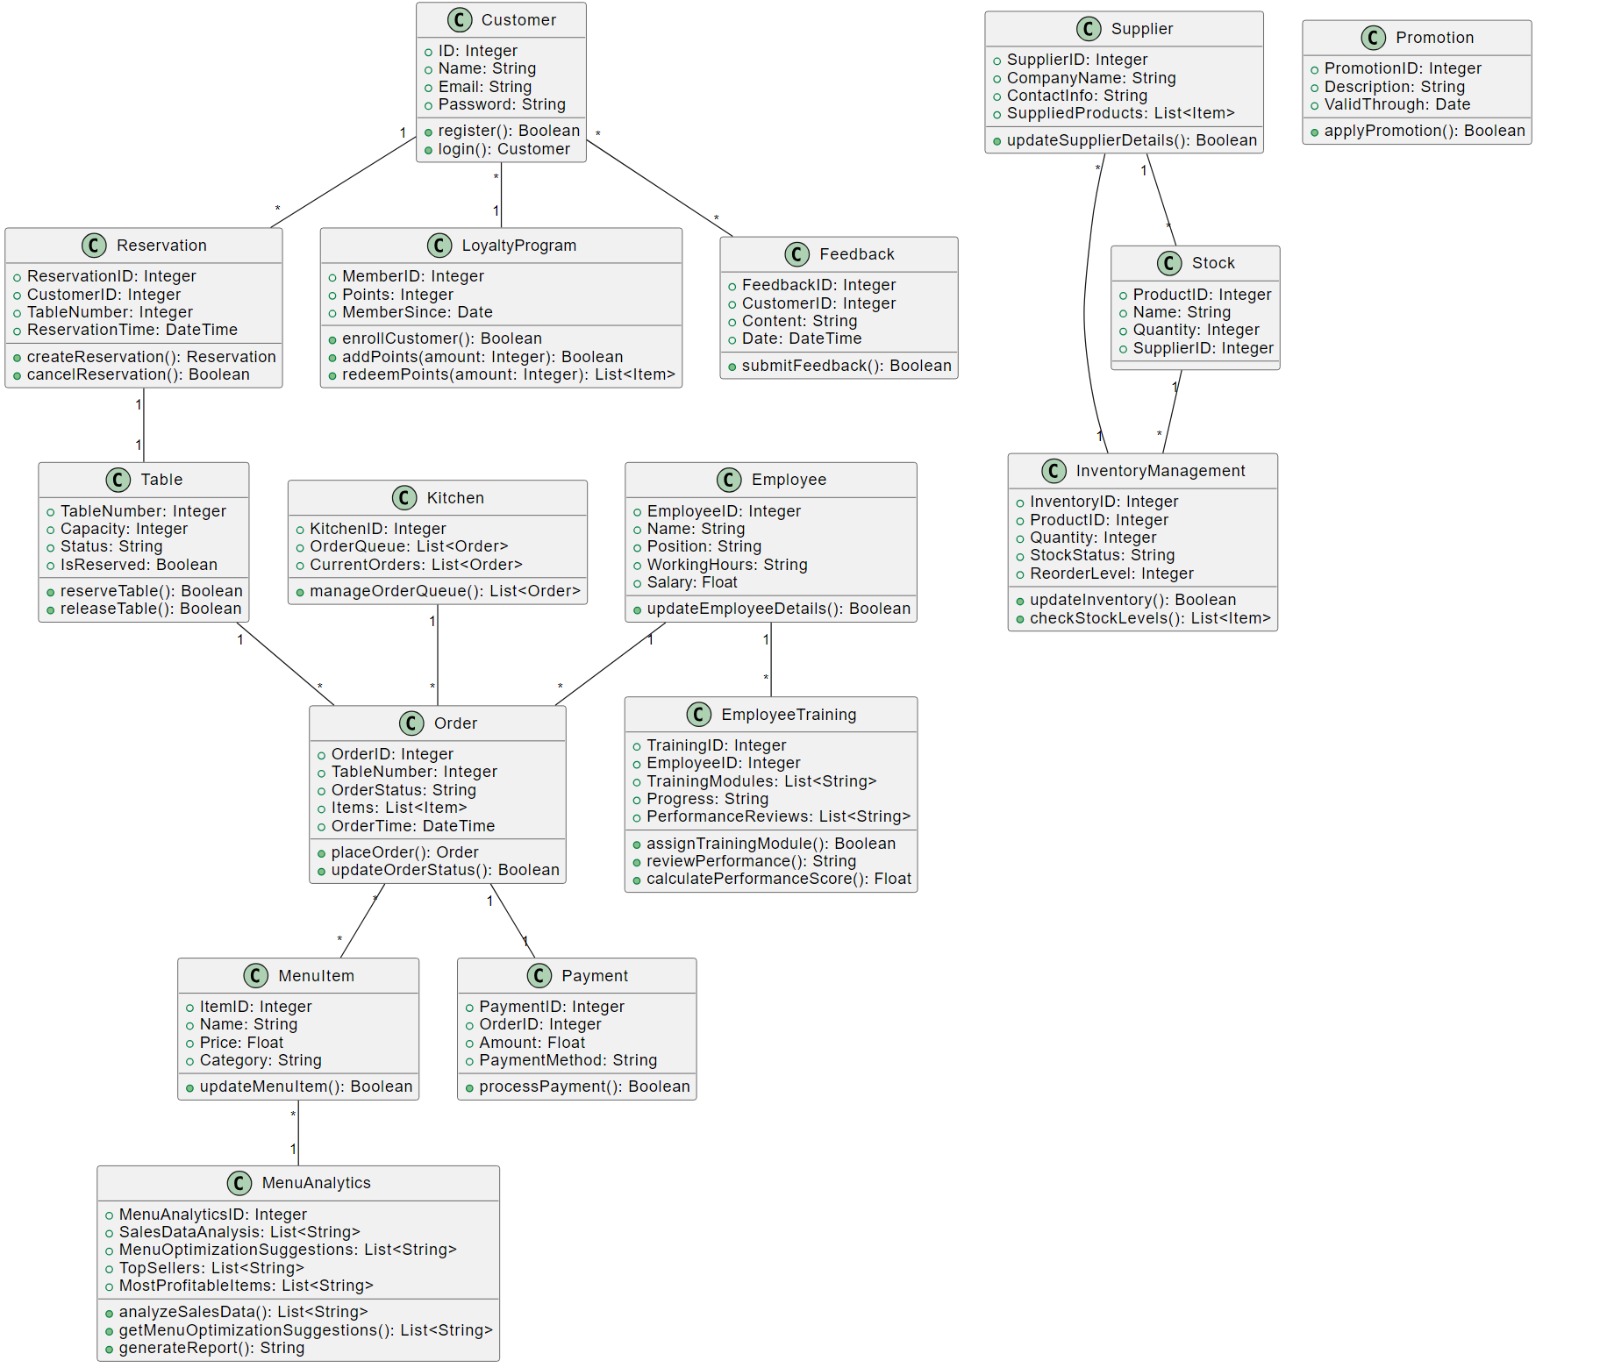 C Customer
ID: Integer
Name: String
Email: String
Password: String
register(): Boolean
login(): Customer
C Supplier
SupplierID: Integer
CompanyName: String
ContactInfo: String
SuppliedProducts: List<Item>
updateSupplierDetails(): Boolean
C Promotion
PromotionID: Integer
Description: String
ValidThrough: Date
applyPromotion(): Boolean
1
*
*
1
*
*
*
1
1
*
C Reservation
ReservationID: Integer
CustomerID: Integer
TableNumber: Integer
ReservationTime: DateTime
createReservation(): Reservation
cancelReservation(): Boolean
C LoyaltyProgram
MemberID: Integer
Points: Integer
MemberSince: Date
enrollCustomer(): Boolean
addPoints(amount: Integer): Boolean
redeemPoints(amount: Integer): List<Item>
C Feedback
FeedbackID: Integer
CustomerID: Integer
Content: String
Date: DateTime
submitFeedback(): Boolean
C Stock
ProductID: Integer
Name: String
Quantity: Integer
SupplierID: Integer
1
1
1
*
C Table
TableNumber: Integer
Capacity: Integer
Status: String
IsReserved: Boolean
reserveTable(): Boolean
releaseTable(): Boolean
C Kitchen
KitchenID: Integer
OrderQueue: List<Order>
CurrentOrders: List<Order>
manageOrderQueue(): List<Order>
C Employee
EmployeeID: Integer
Name: String
Position: String
WorkingHours: String
Salary: Float
updateEmployeeDetails(): Boolean
C InventoryManagement
InventoryID: Integer
ProductID: Integer
Quantity: Integer
StockStatus: String
ReorderLevel: Integer
updateInventory(): Boolean
checkStockLevels(): List<Item>
1
*
1
*
1
*
1
*
C Order
OrderID: Integer
TableNumber: Integer
OrderStatus: String
Items: List<Item>
OrderTime: DateTime
placeOrder(): Order
updateOrderStatus(): Boolean
C EmployeeTraining
TrainingID: Integer
EmployeeID: Integer
TrainingModules: List<String>
Progress: String
PerformanceReviews: List<String>
assignTrainingModule(): Boolean
reviewPerformance(): String
calculatePerformanceScore(): Float
*
*
1
1
C MenuItem
ItemID: Integer
Name: String
Price: Float
Category: String
updateMenuItem(): Boolean
C Payment
PaymentID: Integer
OrderID: Integer
Amount: Float
PaymentMethod: String
processPayment(): Boolean
*
1
C MenuAnalytics
MenuAnalyticsID: Integer
SalesDataAnalysis: List<String>
MenuOptimizationSuggestions: List<String>
TopSellers: List<String>
MostProfitableItems: List<String>
analyzeSalesData(): List<String>
getMenuOptimizationSuggestions(): List<String>
generateReport(): String